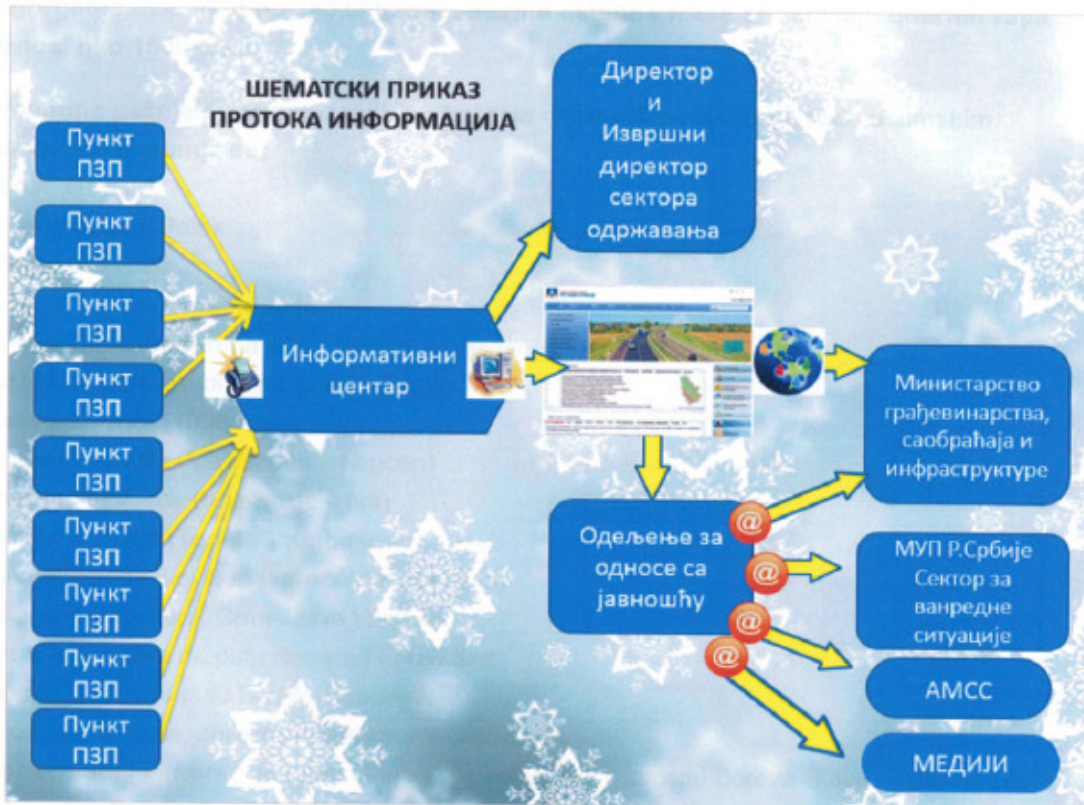 ШЕМАТСКИ ПРИКАЗ
ПРОТОКА ИНФОРМАЦИЈА
Пункт
ПЗП
Пункт
ПЗП
Пункт
ПЗП
Пункт
ПЗП
Пункт
ПЗП
Пункт
ПЗП
Пункт
ПЗП
Пункт
ПЗП
Пункт
ПЗП
Информативни
центар
Директор
и
Извршни
директор
сектора
одржавања
Одељење за
односе са
јавношћу
@
@
@
@
Министарство
грађевинарства,
саобраћаја и
инфраструктуре
МУП Р.Србије
Сектор за
ванредне
ситуације
АМСС
МЕДИЈИ